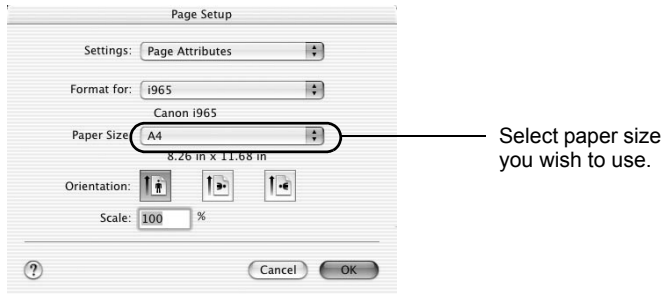 Page Setup
Settings: Page Attributes
Format for: i965
Canon i965
Paper Size A4
8.26 in x 11.68 in
Orientation:
Scale: 100 %
? Cancel OK
Select paper size
you wish to use.